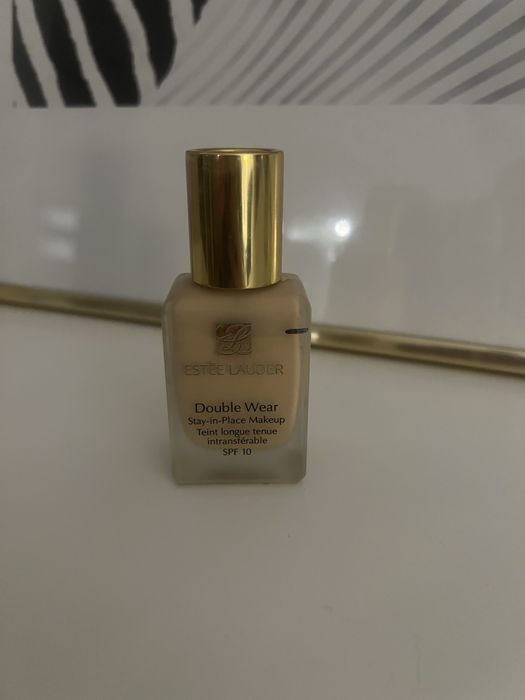 ESTĒE LAUDER
Double Wear
Stay-in-Place Makeup
Teint longue tenue
intransférable
SPF 10